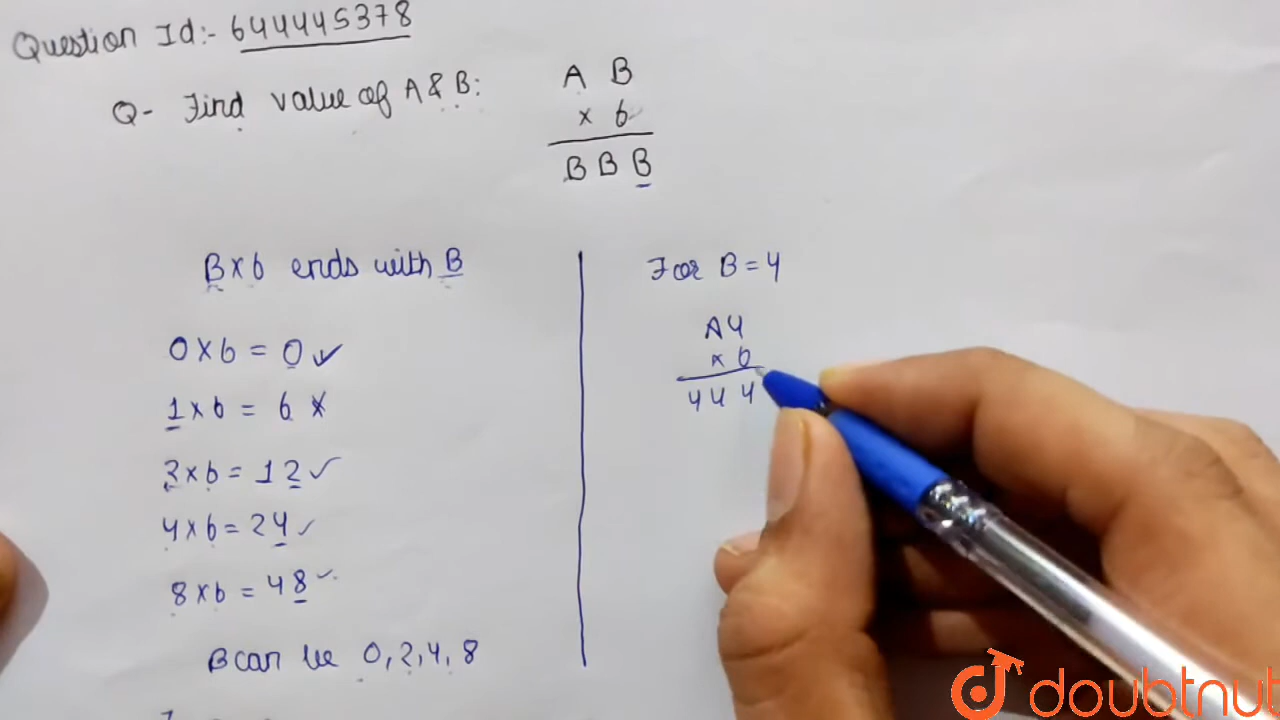 Question Id:- 644445378
Q- Find value of A & B:
A B
× 6
B B B
B×6 ends with B
0×6 = 0 ✓
1×6 = 6 ×
2×6 = 12 ✓
4×6 = 24 ✓
8×6 = 48 ✓
B can be 0,2,4,8
For B = 4
A4
× 6
4 4 4
doubtnut